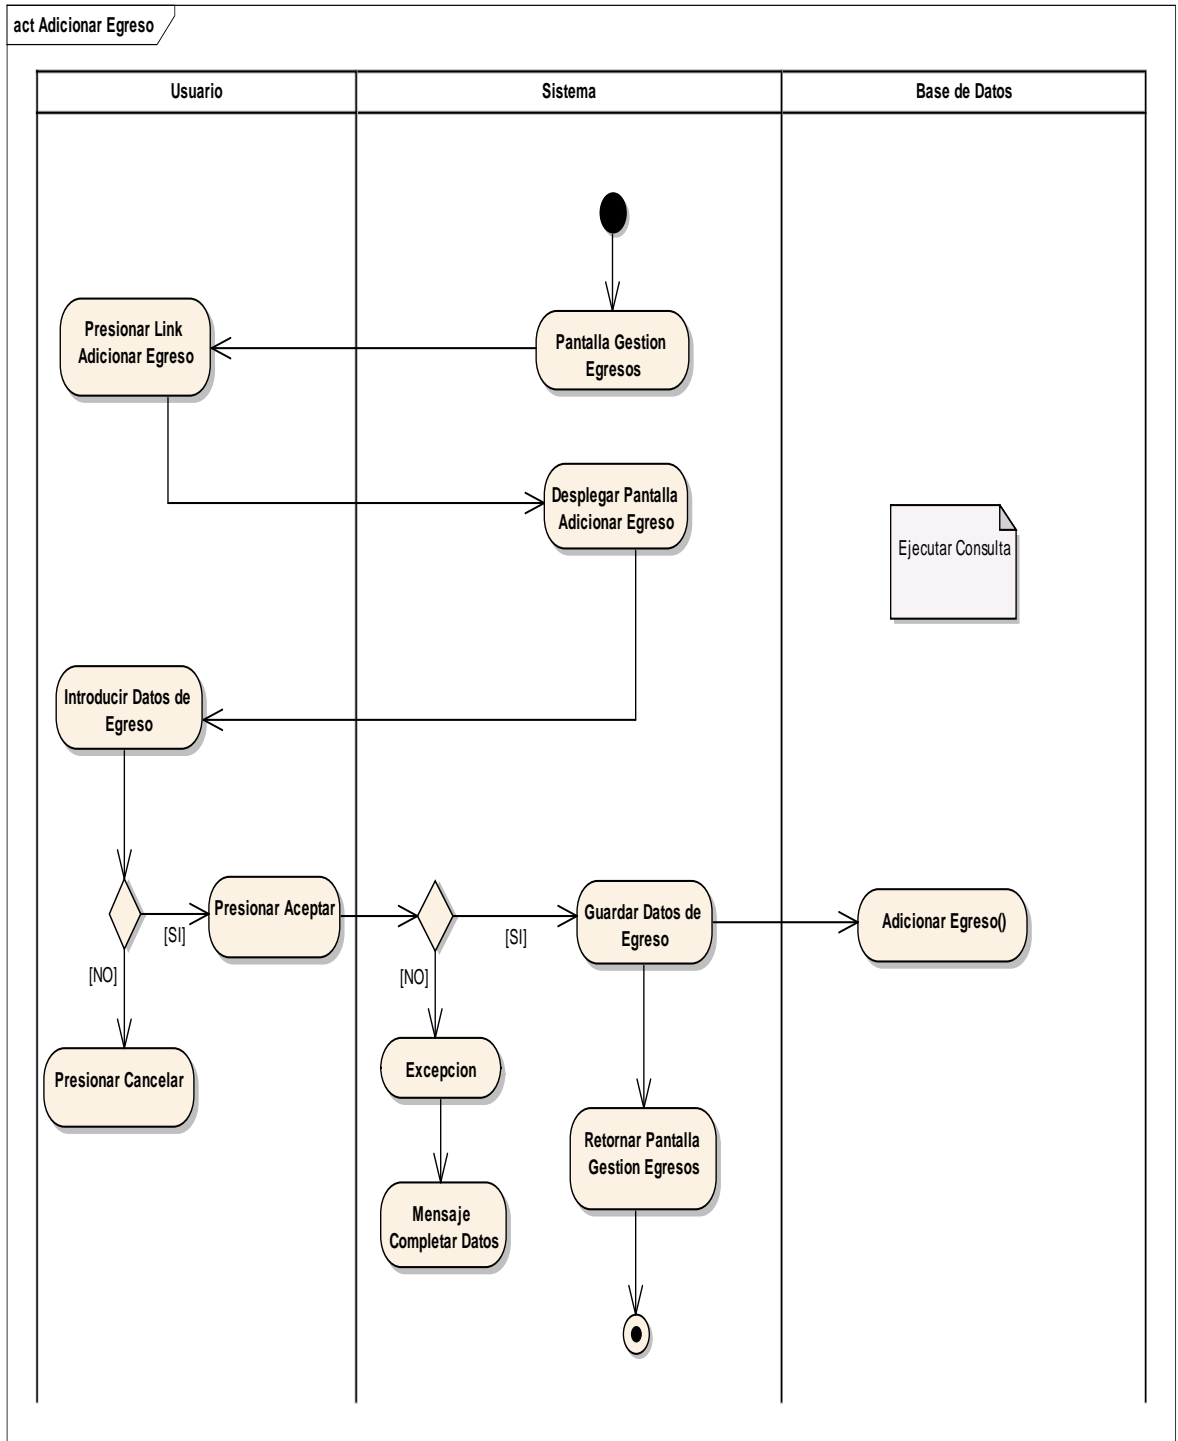 act Adicionar Egreso
Usuario
Sistema
Base de Datos
Presionar Link
Adicionar Egreso
Pantalla Gestion
Egresos
Desplegar Pantalla
Adicionar Egreso
Ejecutar Consulta
Introducir Datos de
Egreso
[SI]
[NO]
Presionar Aceptar
[SI]
[NO]
Guardar Datos de
Egreso
Adicionar Egreso()
Presionar Cancelar
Excepcion
Retornar Pantalla
Gestion Egresos
Mensaje
Completar Datos